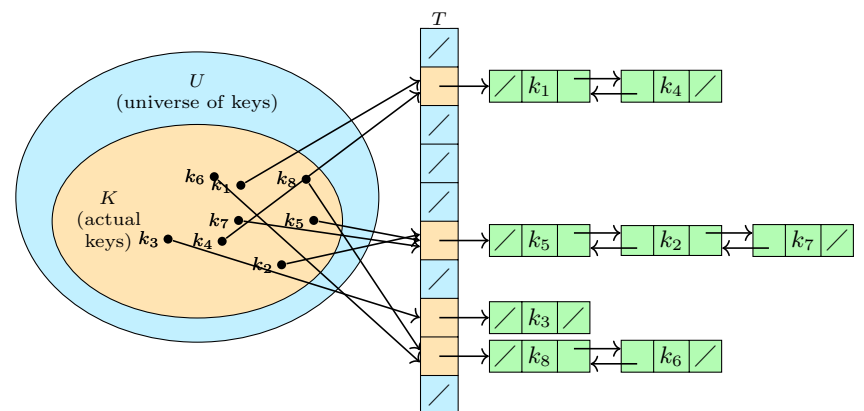 T
U
(universe of keys)
k₁ k₄
K
(actual
keys)
k₆
k₁
k₈
k₇
k₅
k₃
k₄
k₂
k₅ k₂ k₇
k₃
k₈ k₆